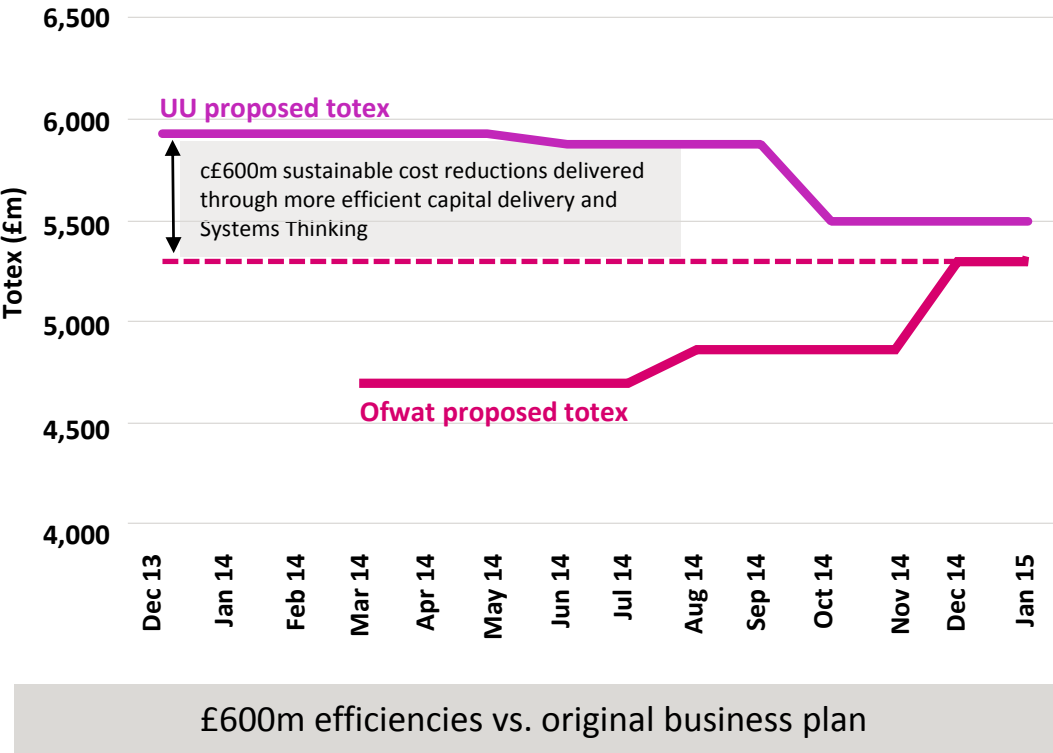 6,500
UU proposed totex
6,000
c£600m sustainable cost reductions delivered
through more efficient capital delivery and
Systems Thinking
5,500
Totex (£m)
5,000
Ofwat proposed totex
4,500
4,000
Dec 13
Jan 14
Feb 14
Mar 14
Apr 14
May 14
Jun 14
Jul 14
Aug 14
Sep 14
Oct 14
Nov 14
Dec 14
Jan 15
£600m efficiencies vs. original business plan